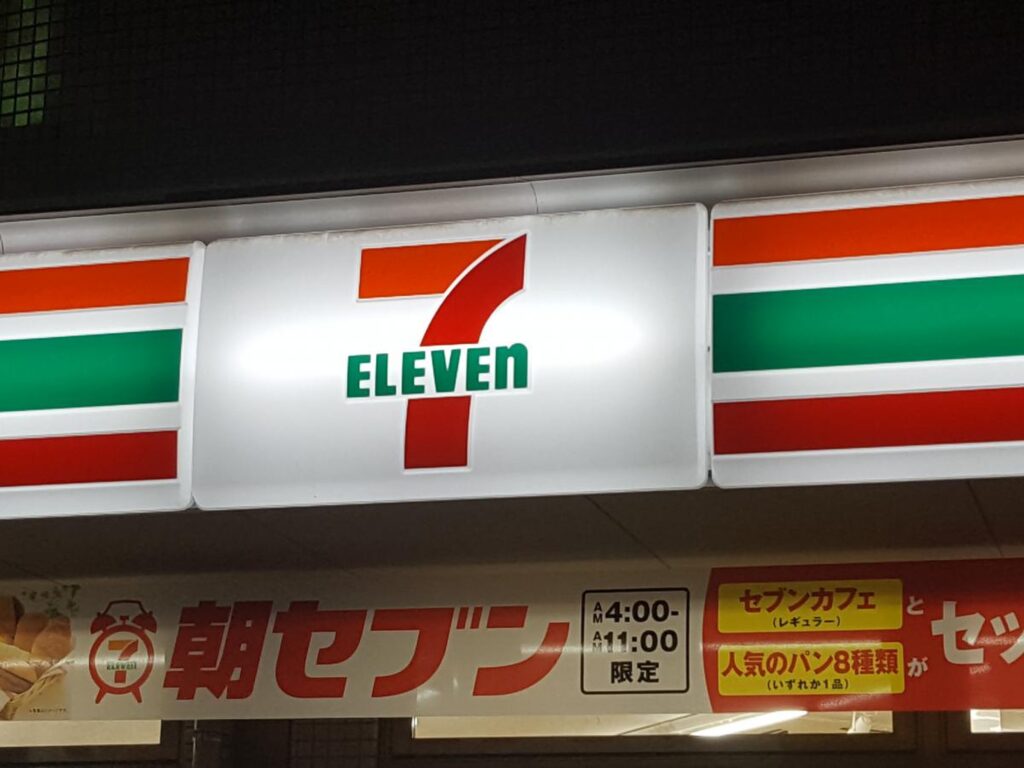 7
ELEVEn
7
ELEVEn
朝セブン
AM4:00-
AM11:00
限定
セブンカフェ
(レギュラー)
と
人気のパン8種類
(いずれか1品)
が
セッ